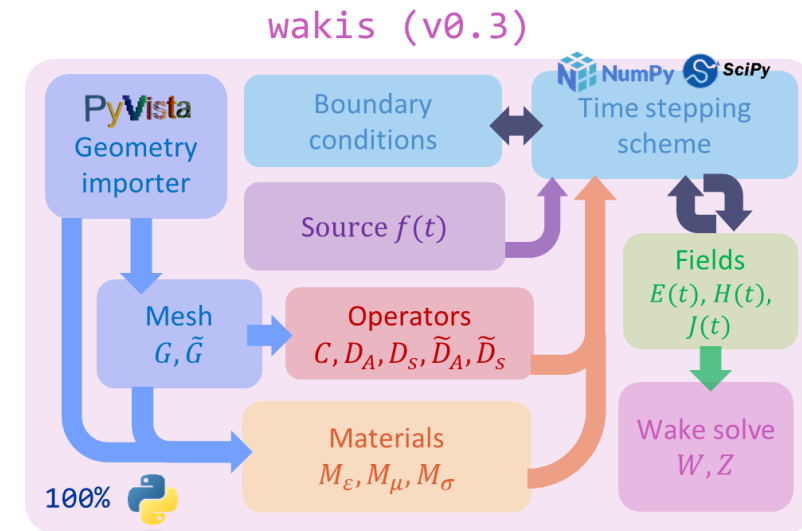 wakis (v0.3)
PyVista
Geometry
importer
Boundary
conditions
NumPy
SciPy
Time stepping
scheme
Source f(t)
Fields
E(t), H(t),
J(t)
Mesh
G, G̃
Operators
C, D_A, D_s, D̃_A, D̃_s
Materials
M_ε, M_μ, M_σ
Wake solve
W, Z
100%